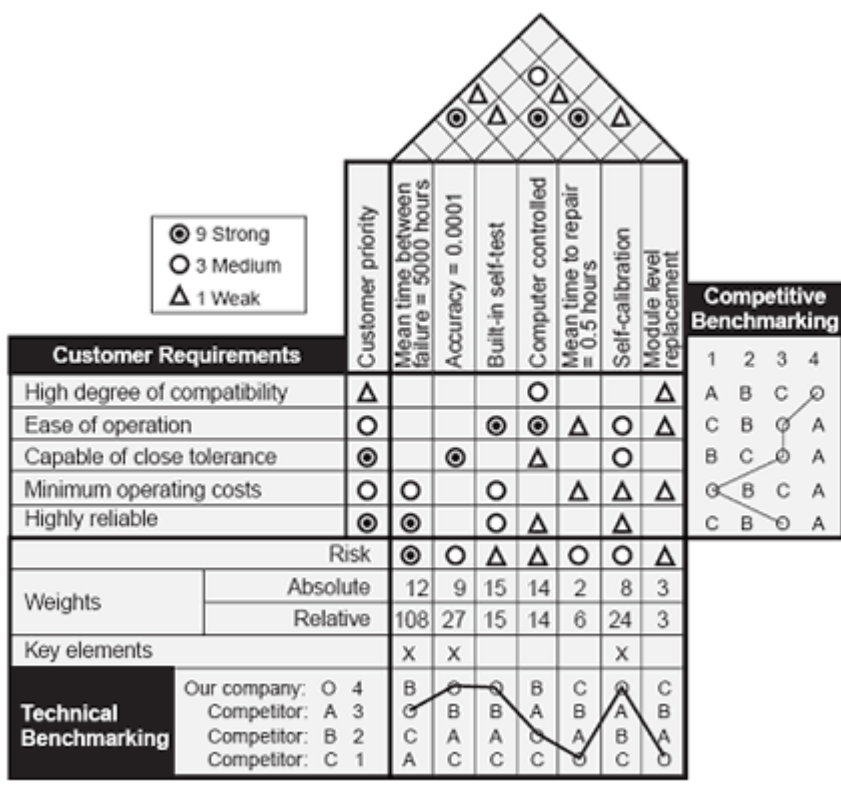 9 Strong
3 Medium
1 Weak
Customer priority
Mean time between
failure = 5000 hours
Accuracy = 0.0001
Built-in self-test
Computer controlled
Mean time to repair
= 0.5 hours
Self-calibration
Module level
replacement
Competitive
Benchmarking
Customer Requirements
1 2 3 4
High degree of compatibility A B C O
Ease of operation C B O A
Capable of close tolerance B C O A
Minimum operating costs O B C A
Highly reliable C B O A
Risk
Weights
Absolute 12 9 15 14 2 8 3
Relative 108 27 15 14 6 24 3
Key elements X X X
Technical
Benchmarking
Our company: O 4 B O O B C O C
Competitor: A 3 O B B A B A B
Competitor: B 2 C A A O A B A
Competitor: C 1 A C C C O C O